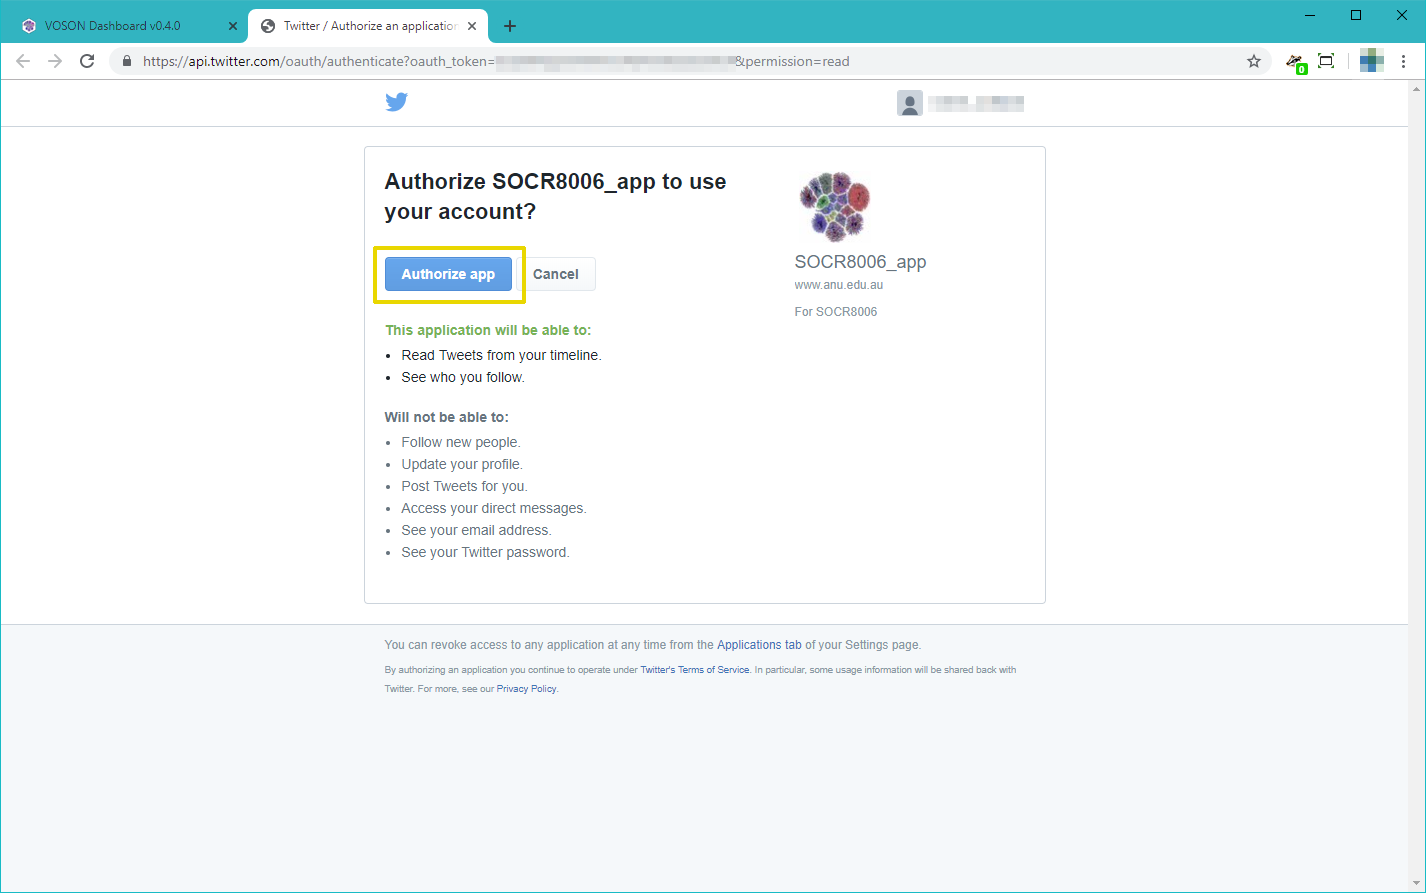 VOSON Dashboard v0.4.0
Twitter / Authorize an application
https://api.twitter.com/oauth/authenticate?oauth_token=
&permission=read
0
Authorize SOCR8006_app to use
your account?
Authorize app
Cancel
SOCR8006_app
www.anu.edu.au
For SOCR8006
This application will be able to:
• Read Tweets from your timeline.
• See who you follow.
Will not be able to:
• Follow new people.
• Update your profile.
• Post Tweets for you.
• Access your direct messages.
• See your email address.
• See your Twitter password.
You can revoke access to any application at any time from the Applications tab of your Settings page.
By authorizing an application you continue to operate under Twitter's Terms of Service. In particular, some usage information will be shared back with
Twitter. For more, see our Privacy Policy.